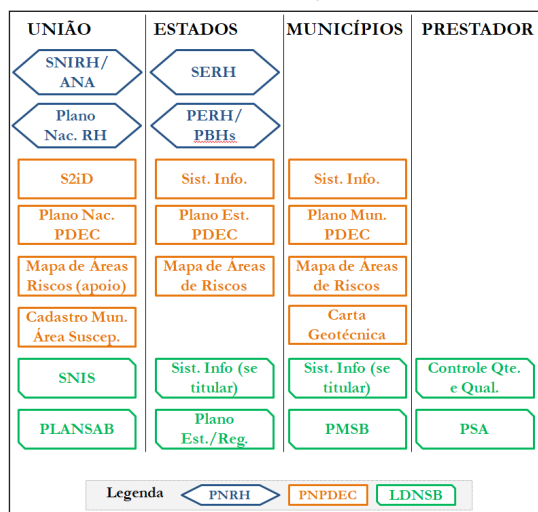 UNIÃO ESTADOS MUNICÍPIOS PRESTADOR
SNIRH/
ANA
SERH
Plano
Nac. RH
PERH/
PBHs
S2iD
Sist. Info.
Sist. Info.
Plano Nac.
PDEC
Plano Est.
PDEC
Plano Mun.
PDEC
Mapa de Áreas
Riscos (apoio)
Mapa de Áreas
de Riscos
Mapa de Áreas
de Riscos
Cadastro Mun.
Área Suscep.
Carta
Geotécnica
SNIS
Sist. Info (se
titular)
Sist. Info (se
titular)
Controle Qte.
e Qual.
PLANSAB
Plano
Est./Reg.
PMSB
PSA
Legenda PNRH PNPDEC LDNSB